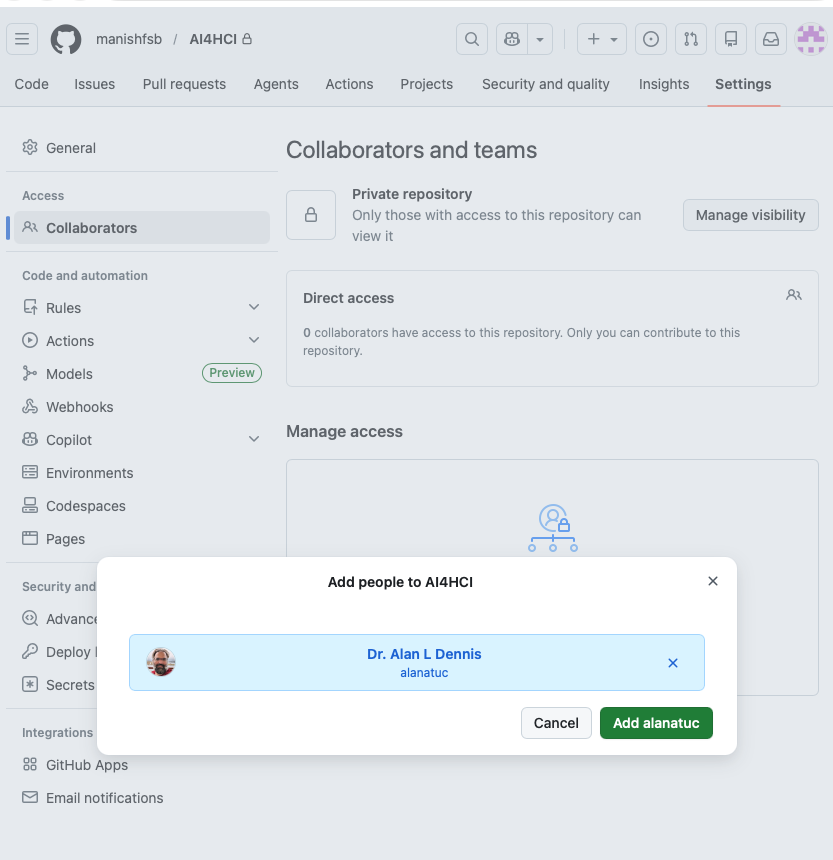 manishfsb / AI4HCI
Code Issues Pull requests Agents Actions Projects Security and quality Insights Settings
General
Access
Collaborators
Code and automation
Rules
Actions
Models Preview
Webhooks
Copilot
Environments
Codespaces
Pages
Security and
Advance
Deploy
Secrets
Integrations
GitHub Apps
Email notifications
Collaborators and teams
Private repository
Only those with access to this repository can
view it
Manage visibility
Direct access
0 collaborators have access to this repository. Only you can contribute to this
repository.
Manage access
Add people to AI4HCI
Dr. Alan L Dennis
alanatuc
Cancel Add alanatuc